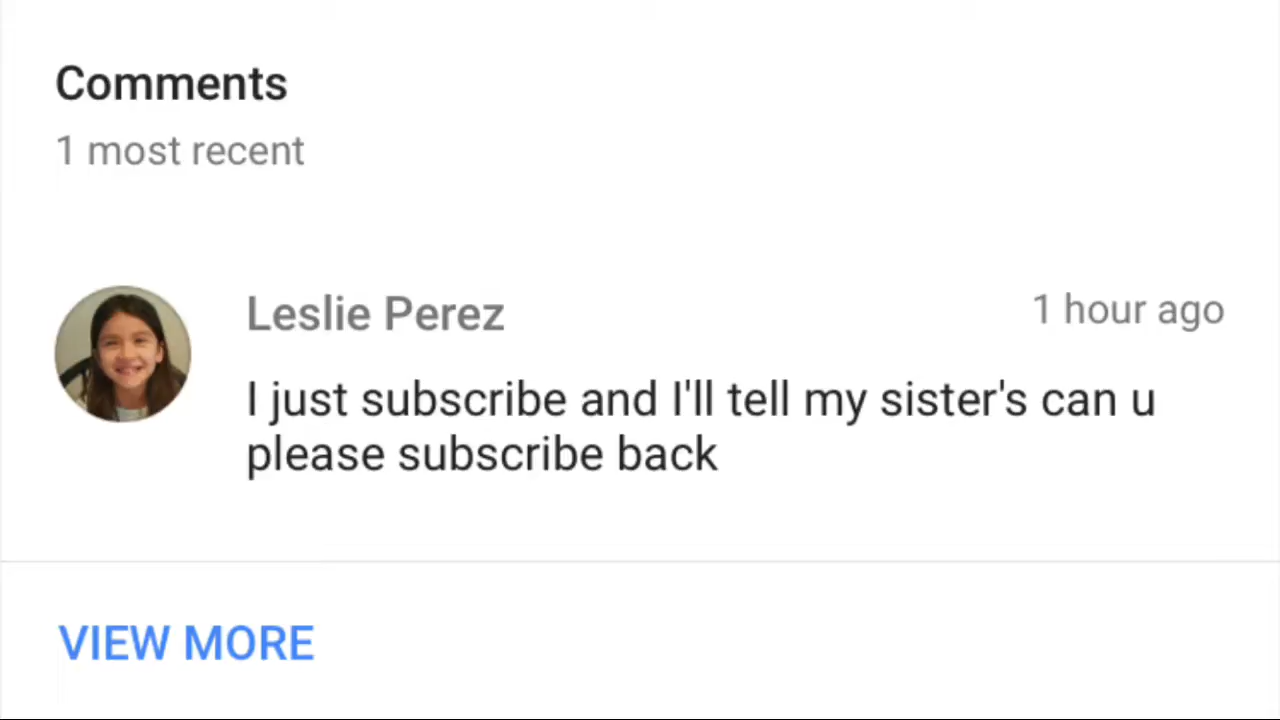 Comments
1 most recent
Leslie Perez
1 hour ago
I just subscribe and I'll tell my sister's can u
please subscribe back
VIEW MORE